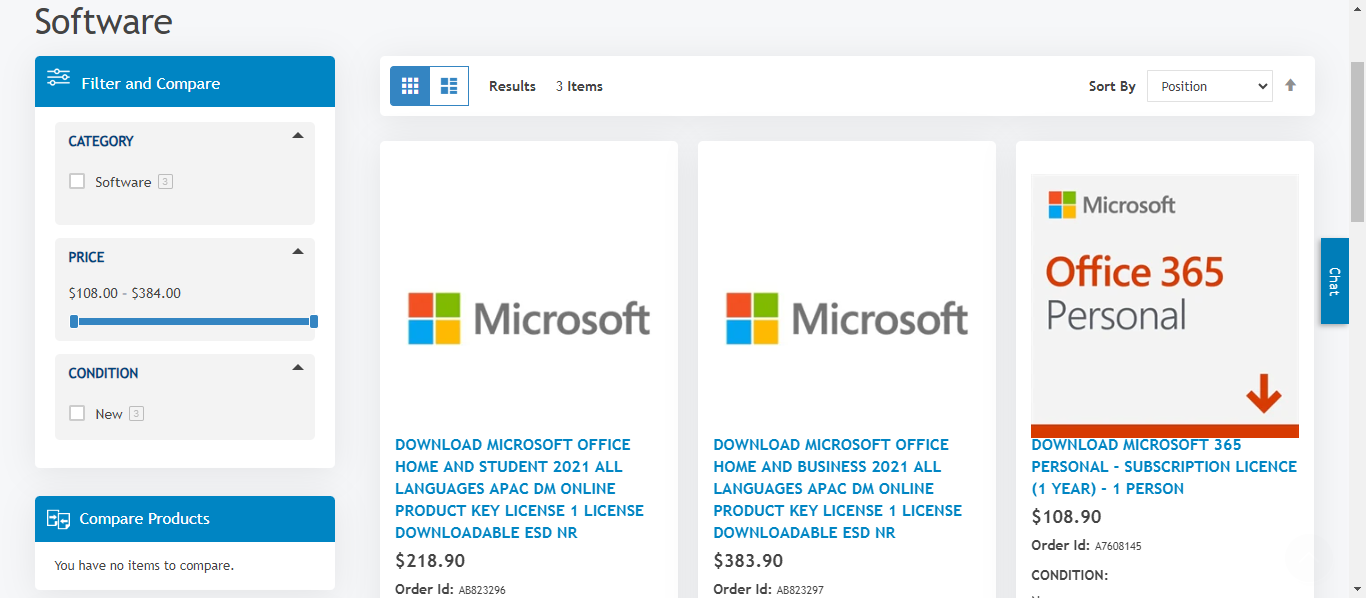 Software
Filter and Compare
CATEGORY
Software 3
PRICE
$108.00 - $384.00
CONDITION
New 3
Compare Products
You have no items to compare.
Results 3 Items
Sort By Position
Microsoft
DOWNLOAD MICROSOFT OFFICE
HOME AND STUDENT 2021 ALL
LANGUAGES APAC DM ONLINE
PRODUCT KEY LICENSE 1 LICENSE
DOWNLOADABLE ESD NR
$218.90
Order Id: AB823296
Microsoft
DOWNLOAD MICROSOFT OFFICE
HOME AND BUSINESS 2021 ALL
LANGUAGES APAC DM ONLINE
PRODUCT KEY LICENSE 1 LICENSE
DOWNLOADABLE ESD NR
$383.90
Order Id: AB823297
Microsoft
Office 365
Personal
DOWNLOAD MICROSOFT 365
PERSONAL - SUBSCRIPTION LICENCE
(1 YEAR) - 1 PERSON
$108.90
Order Id: A7608145
CONDITION:
Chat